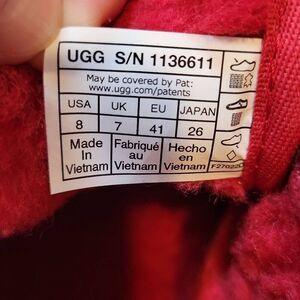 UGG S/N 1136611
May be covered by Pat:
www.ugg.com/patents
USA UK EU JAPAN
8 7 41 26
Made in Vietnam
Fabriqué au Vietnam
Hecho en Vietnam